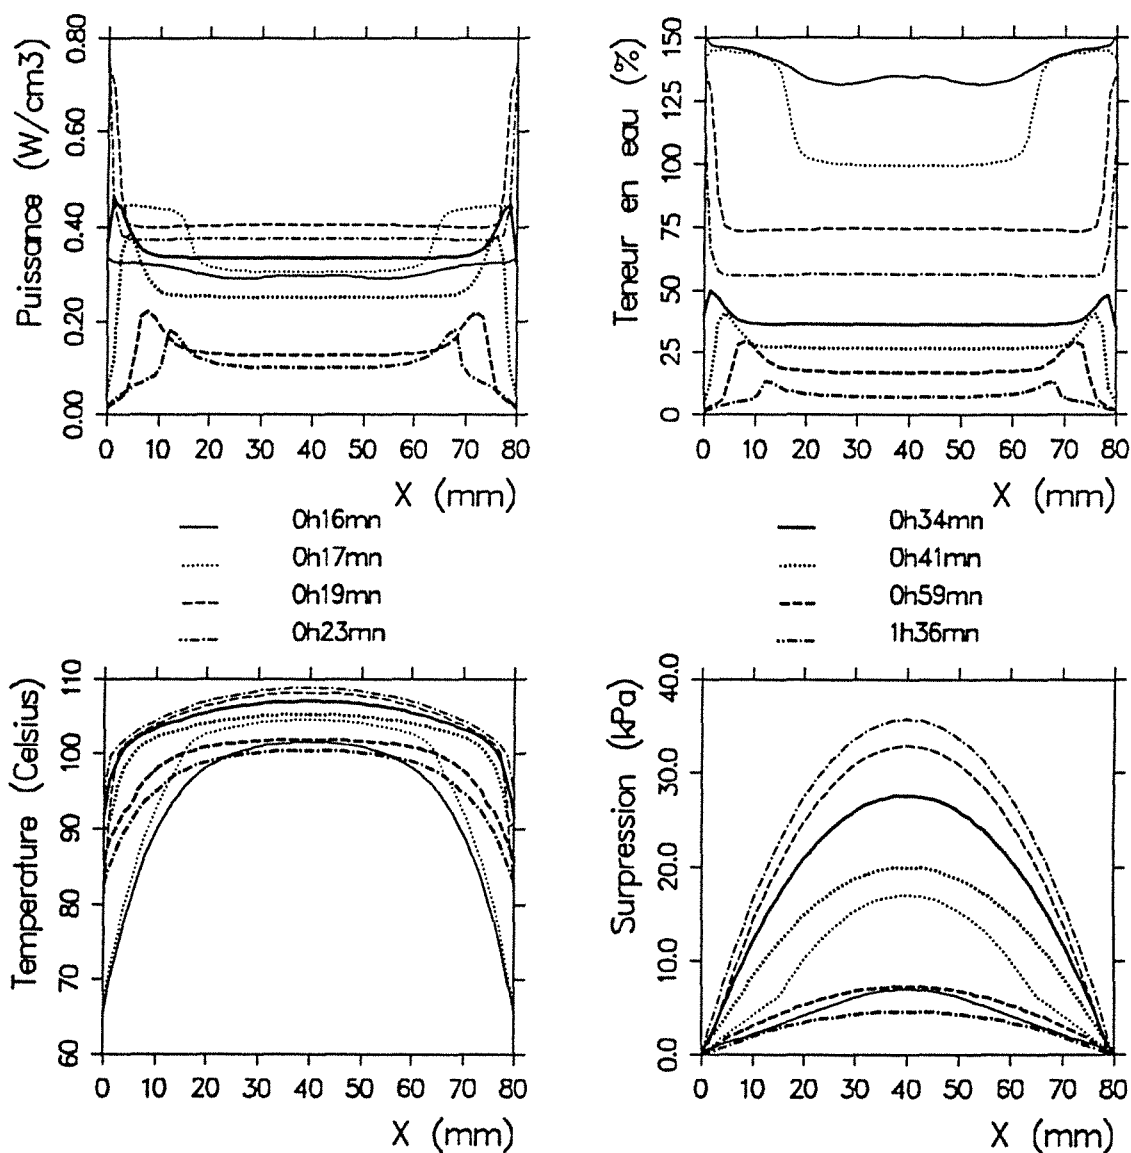 Puissance (W/cm3)
0.80
0.60
0.40
0.20
0.00
0 10 20 30 40 50 60 70 80
X (mm)
Teneur en eau (%)
150
125
100
75
50
25
0
0 10 20 30 40 50 60 70 80
X (mm)
0h16mn
0h17mn
0h19mn
0h23mn
0h34mn
0h41mn
0h59mn
1h36mn
Temperature (Celsius)
110
100
90
80
70
60
0 10 20 30 40 50 60 70 80
X (mm)
Surpression (kPa)
40.0
30.0
20.0
10.0
0.0
0 10 20 30 40 50 60 70 80
X (mm)